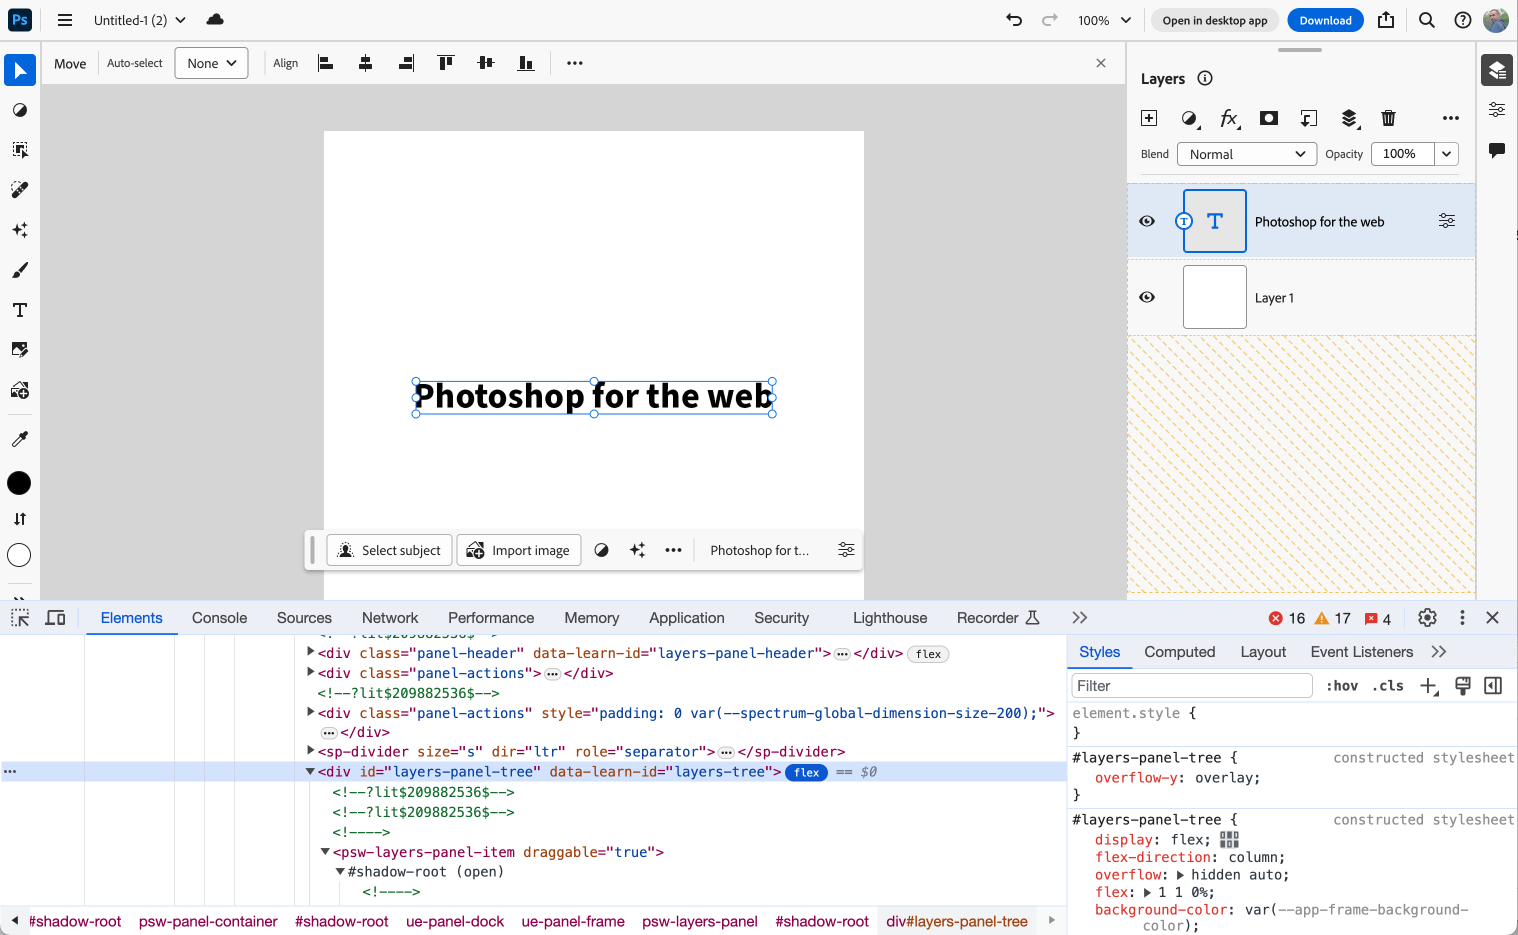 Ps
Untitled-1 (2)
100%
Open in desktop app
Download
Move
Auto-select
None
Align
Layers
Blend
Normal
Opacity
100%
T
T
Photoshop for the web
Layer 1
Photoshop for the web
Select subject
Import image
Photoshop for t...
Elements
Console
Sources
Network
Performance
Memory
Application
Security
Lighthouse
Recorder
16
17
4
<!--?lit$209882536$-->
<div class="panel-header" data-learn-id="layers-panel-header">…</div> flex
<div class="panel-actions">…</div>
<!--?lit$209882536$-->
<div class="panel-actions" style="padding: 0 var(--spectrum-global-dimension-size-200);">
…</div>
<sp-divider size="s" dir="ltr" role="separator">…</sp-divider>
<div id="layers-panel-tree" data-learn-id="layers-tree"> flex == $0
<!--?lit$209882536$-->
<!--?lit$209882536$-->
<!---->
<psw-layers-panel-item draggable="true">
#shadow-root (open)
<!---->
#shadow-root
psw-panel-container
#shadow-root
ue-panel-dock
ue-panel-frame
psw-layers-panel
#shadow-root
div#layers-panel-tree
Styles
Computed
Layout
Event Listeners
Filter
:hov
.cls
element.style {
}
#layers-panel-tree { constructed stylesheet
overflow-y: overlay;
}
#layers-panel-tree { constructed stylesheet
display: flex;
flex-direction: column;
overflow: hidden auto;
flex: 1 1 0%;
background-color: var(--app-frame-background-
color);